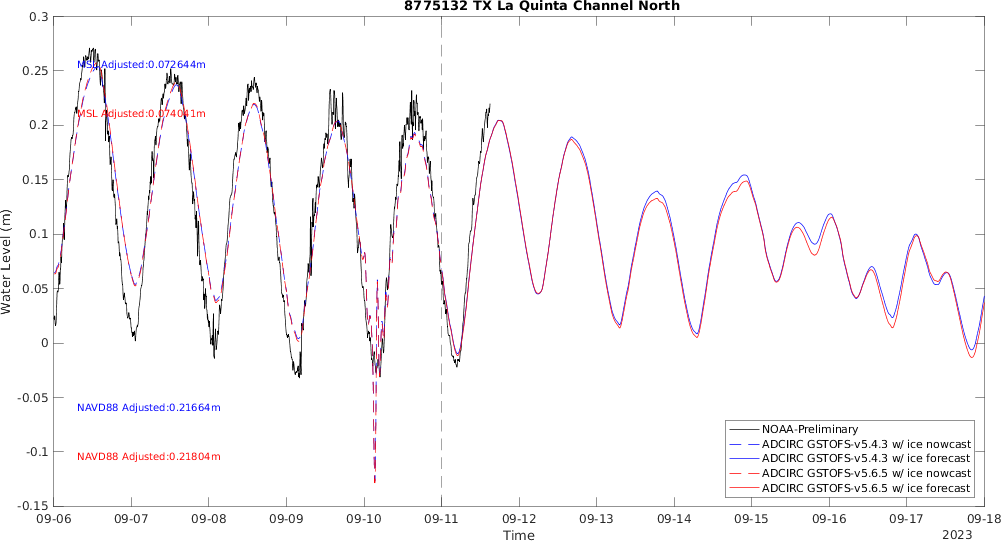 8775132 TX La Quinta Channel North
0.3
0.25
0.2
0.15
0.1
0.05
0
-0.05
-0.1
-0.15
Water Level (m)
MSL Adjusted:0.072644m
MSL Adjusted:0.074041m
NAVD88 Adjusted:0.21664m
NAVD88 Adjusted:0.21804m
NOAA-Preliminary
ADCIRC GSTOFS-v5.4.3 w/ ice nowcast
ADCIRC GSTOFS-v5.4.3 w/ ice forecast
ADCIRC GSTOFS-v5.6.5 w/ ice nowcast
ADCIRC GSTOFS-v5.6.5 w/ ice forecast
09-06 09-07 09-08 09-09 09-10 09-11 09-12 09-13 09-14 09-15 09-16 09-17 09-18
Time
2023